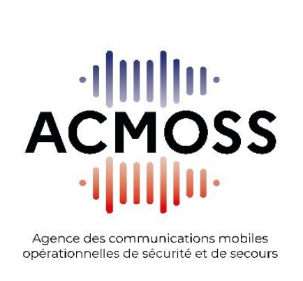 ACMOSS
Agence des communications mobiles
opérationnelles de sécurité et de secours